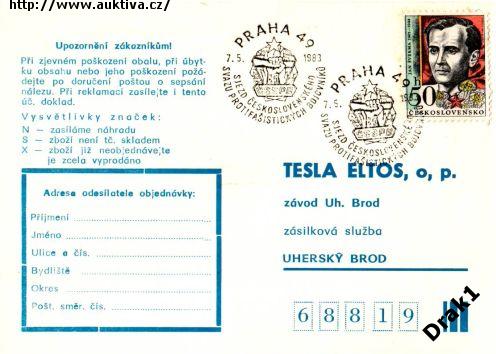 http://www.auktiva.cz/
Upozornění zákazníkům!
Při zjevném poškození obalu, při úbyt-
ku obsahu nebo jeho poškození požá-
dejte po doručení poštou o sepsání
nálezu. Při reklamaci zasílejte i tento
úč. doklad.
Vysvětlivky značek:
N — zasíláme náhradu
S — zboží není tč. skladem
X — zboží již neobjednávejte
je zcela vyprodáno
Adresa odesílatele objednávky:
Příjmení
Jméno
Ulice a čís.
Bydliště
Okres
Pošt. směr. čís.
PRAHA 49
7.5. 1983
SJEZD ČESKOSLOVENSKÉHO
SVAZU PROTIFAŠISTICKÝCH BOJOVNÍKŮ
PRAHA 49
7.5.
SJEZD ČESKOSLOVENSKÉHO
SVAZU PROTIFAŠISTICKÝCH BOJOVNÍKŮ
50 h
ČESKOSLOVENSKO
TESLA ELTOS, o, p.
závod Uh. Brod
zásilková služba
UHERSKÝ BROD
68819
Drak1